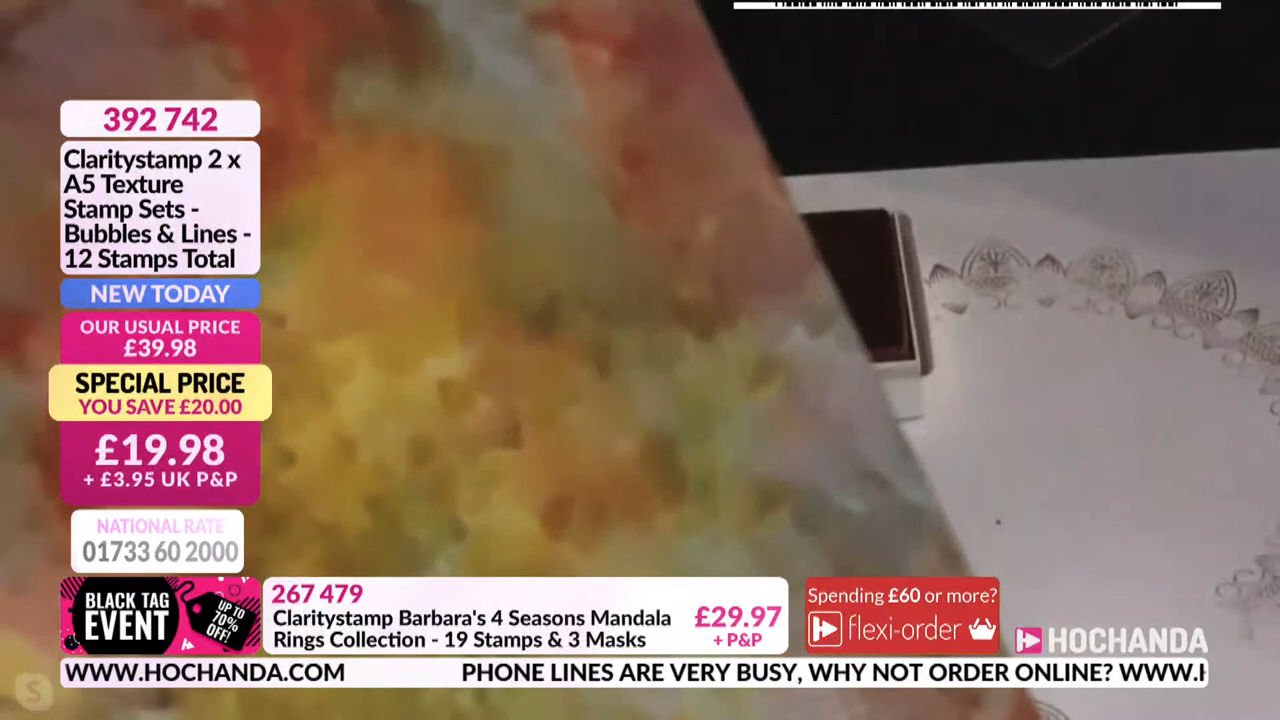 392 742
Claritystamp 2 x
A5 Texture
Stamp Sets -
Bubbles & Lines -
12 Stamps Total
NEW TODAY
OUR USUAL PRICE
£39.98
SPECIAL PRICE
YOU SAVE £20.00
£19.98
+ £3.95 UK P&P
NATIONAL RATE
01733 60 2000
BLACK TAG
EVENT
UP TO
70%
OFF!
267 479
Claritystamp Barbara's 4 Seasons Mandala
Rings Collection - 19 Stamps & 3 Masks
£29.97
+ P&P
Spending £60 or more?
flexi-order
HOCHANDA
WWW.HOCHANDA.COM
PHONE LINES ARE VERY BUSY, WHY NOT ORDER ONLINE? WWW.